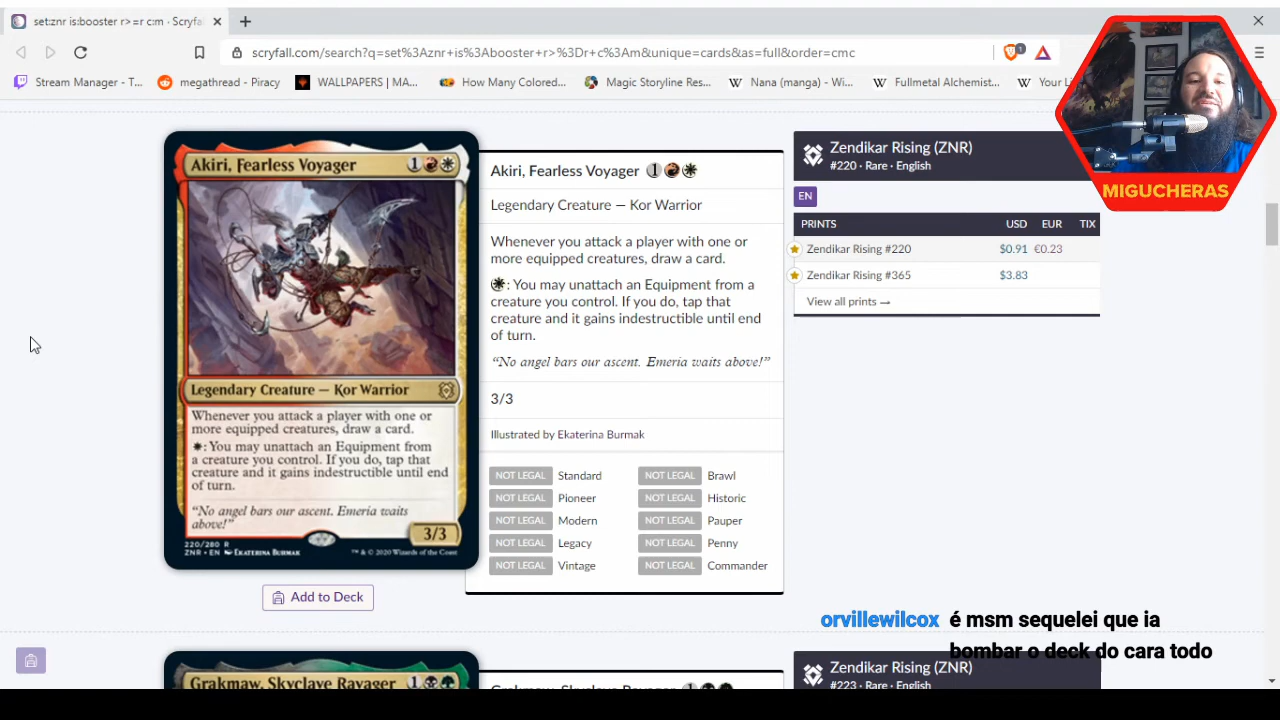 set:znr is:booster r>=r c:m · Scryfa
scryfall.com/search?q=set%3Aznr+is%3Abooster+r>%3Dr+c%3Am&unique=cards&as=full&order=cmc
1
Stream Manager - T...
megathread - Piracy
WALLPAPERS | MA...
How Many Colored...
Magic Storyline Res...
Nana (manga) - Wi...
Fullmetal Alchemist...
Your Li
MIGUCHERAS
Akiri, Fearless Voyager 1
Legendary Creature — Kor Warrior
Whenever you attack a player with one or
more equipped creatures, draw a card.
: You may unattach an Equipment from
a creature you control. If you do, tap that
creature and it gains indestructible until end
of turn.
“No angel bars our ascent. Emeria waits
above!”
3/3
220/280 R
ZNR • EN Ekaterina Burmak
™ & © 2020 Wizards of the Coast
Add to Deck
Akiri, Fearless Voyager 1
Legendary Creature — Kor Warrior
Whenever you attack a player with one or
more equipped creatures, draw a card.
: You may unattach an Equipment from a
creature you control. If you do, tap that
creature and it gains indestructible until end
of turn.
“No angel bars our ascent. Emeria waits above!”
3/3
Illustrated by Ekaterina Burmak
NOT LEGAL Standard NOT LEGAL Brawl
NOT LEGAL Pioneer NOT LEGAL Historic
NOT LEGAL Modern NOT LEGAL Pauper
NOT LEGAL Legacy NOT LEGAL Penny
NOT LEGAL Vintage NOT LEGAL Commander
Zendikar Rising (ZNR)
#220 · Rare · English
EN
PRINTS USD EUR TIX
Zendikar Rising #220 $0.91 €0.23
Zendikar Rising #365 $3.83
View all prints →
orvillewilcox é msm sequelei que ia
bombar o deck do cara todo
Grakmaw, Skyclave Ravager 1
Grakmaw, Skyclave Ravager 1
Zendikar Rising (ZNR)
#223 · Rare · English